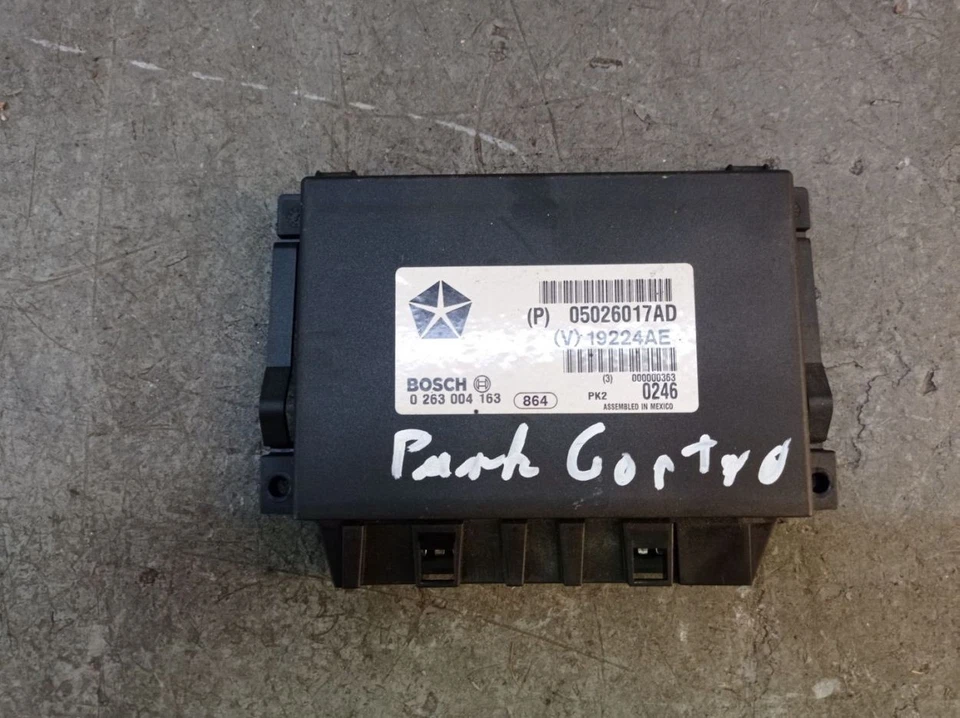 (P) 05026017AD
(V) 19224AE
(3) 000000363
BOSCH
0 263 004 163 864 PK2 0246
ASSEMBLED IN MEXICO
Park Contro